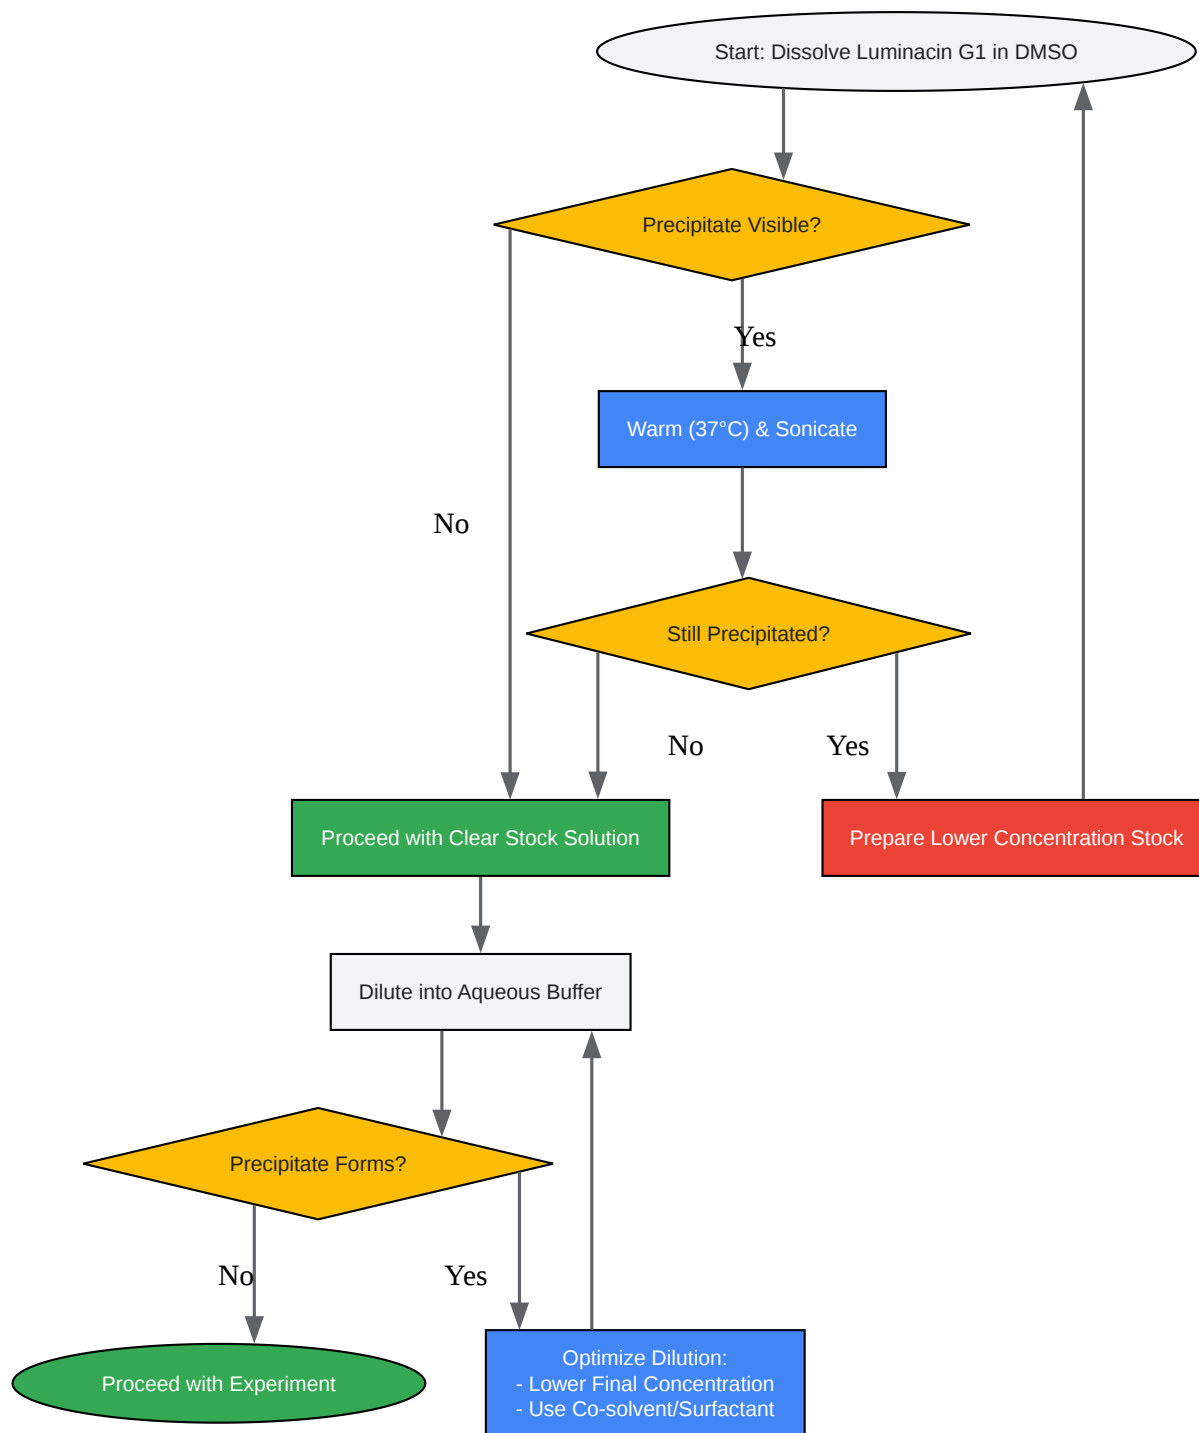 Start: Dissolve Luminacin G1 in DMSO
Precipitate Visible?
Yes
Warm (37°C) & Sonicate
No
Still Precipitated?
No
Yes
Proceed with Clear Stock Solution
Prepare Lower Concentration Stock
Dilute into Aqueous Buffer
Precipitate Forms?
No
Yes
Proceed with Experiment
Optimize Dilution:
- Lower Final Concentration
- Use Co-solvent/Surfactant